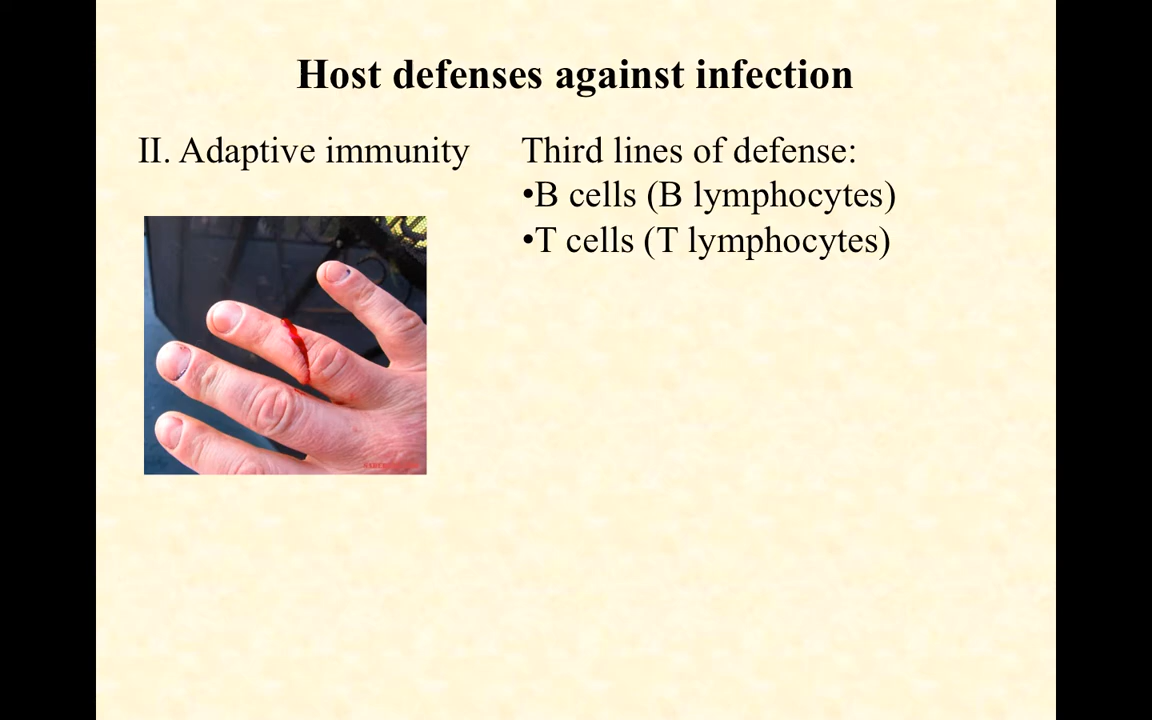 Host defenses against infection
II. Adaptive immunity
Third lines of defense:
•B cells (B lymphocytes)
•T cells (T lymphocytes)